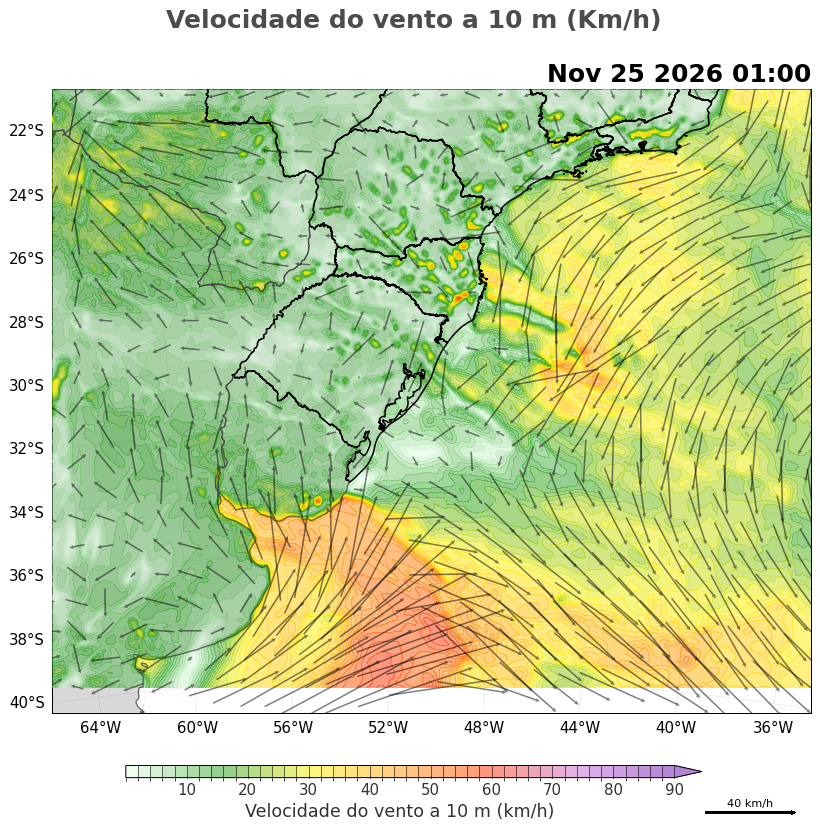 Velocidade do vento a 10 m (Km/h)
Nov 25 2026 01:00
22°S
24°S
26°S
28°S
30°S
32°S
34°S
36°S
38°S
40°S
64°W 60°W 56°W 52°W 48°W 44°W 40°W 36°W
10 20 30 40 50 60 70 80 90
Velocidade do vento a 10 m (km/h)
40 km/h